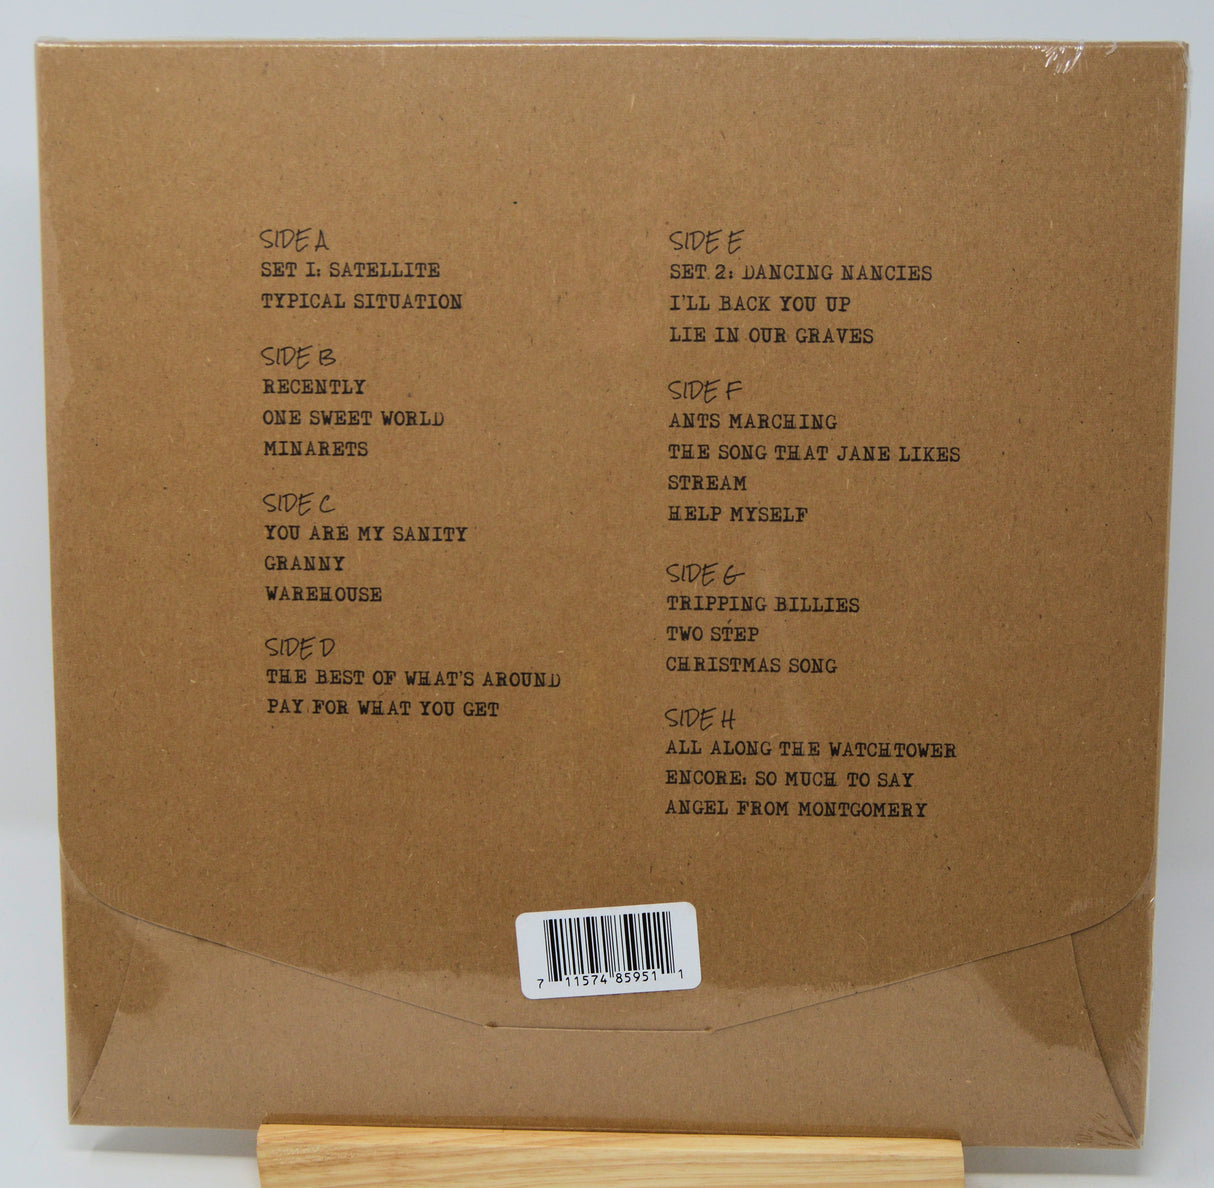 SIDE A
SET 1: SATELLITE
TYPICAL SITUATION
SIDE B
RECENTLY
ONE SWEET WORLD
MINARETS
SIDE C
YOU ARE MY SANITY
GRANNY
WAREHOUSE
SIDE D
THE BEST OF WHAT'S AROUND
PAY FOR WHAT YOU GET
SIDE E
SET 2: DANCING NANCIES
I'LL BACK YOU UP
LIE IN OUR GRAVES
SIDE F
ANTS MARCHING
THE SONG THAT JANE LIKES
STREAM
HELP MYSELF
SIDE G
TRIPPING BILLIES
TWO STEP
CHRISTMAS SONG
SIDE H
ALL ALONG THE WATCHTOWER
ENCORE: SO MUCH TO SAY
ANGEL FROM MONTGOMERY
7 11574 85951 1